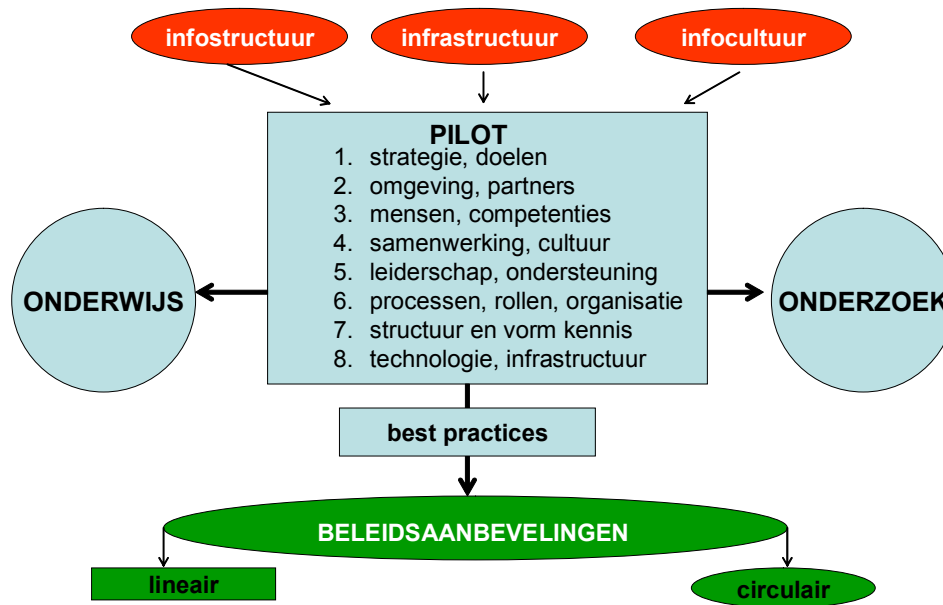 infostructuur
infrastructuur
infocultuur
PILOT
1. strategie, doelen
2. omgeving, partners
3. mensen, competenties
4. samenwerking, cultuur
5. leiderschap, ondersteuning
6. processen, rollen, organisatie
7. structuur en vorm kennis
8. technologie, infrastructuur
ONDERWIJS
ONDERZOEK
best practices
BELEIDSAANBEVELINGEN
lineair
circulair